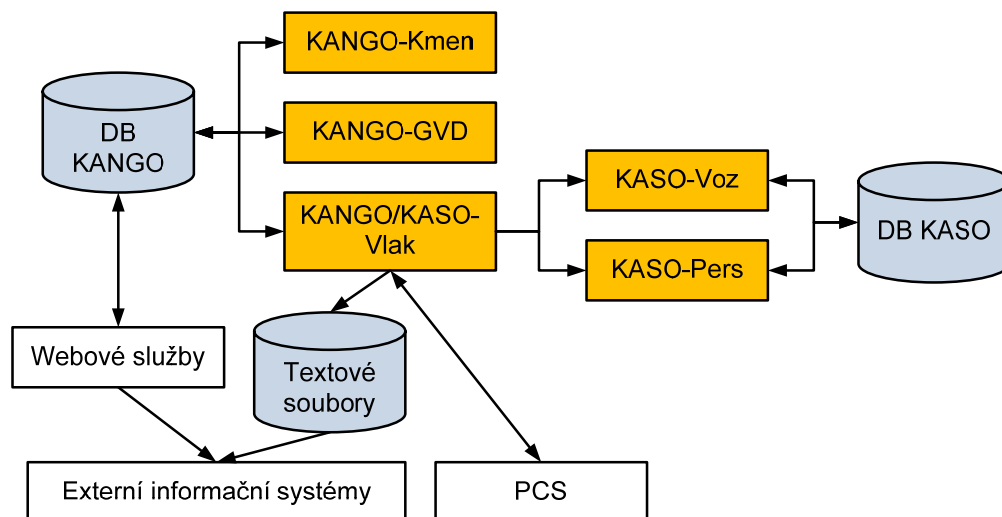 KANGO-Kmen
DB
KANGO
KANGO-GVD
KANGO/KASO-
Vlak
KASO-Voz
KASO-Pers
DB KASO
Webové služby
Textové
soubory
Externí informační systémy
PCS